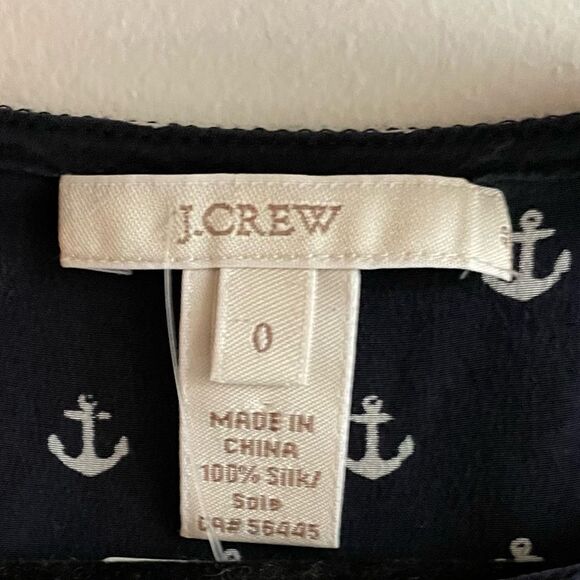 J.CREW
0
MADE IN
CHINA
100% Silk/
Soie
CA# 56445